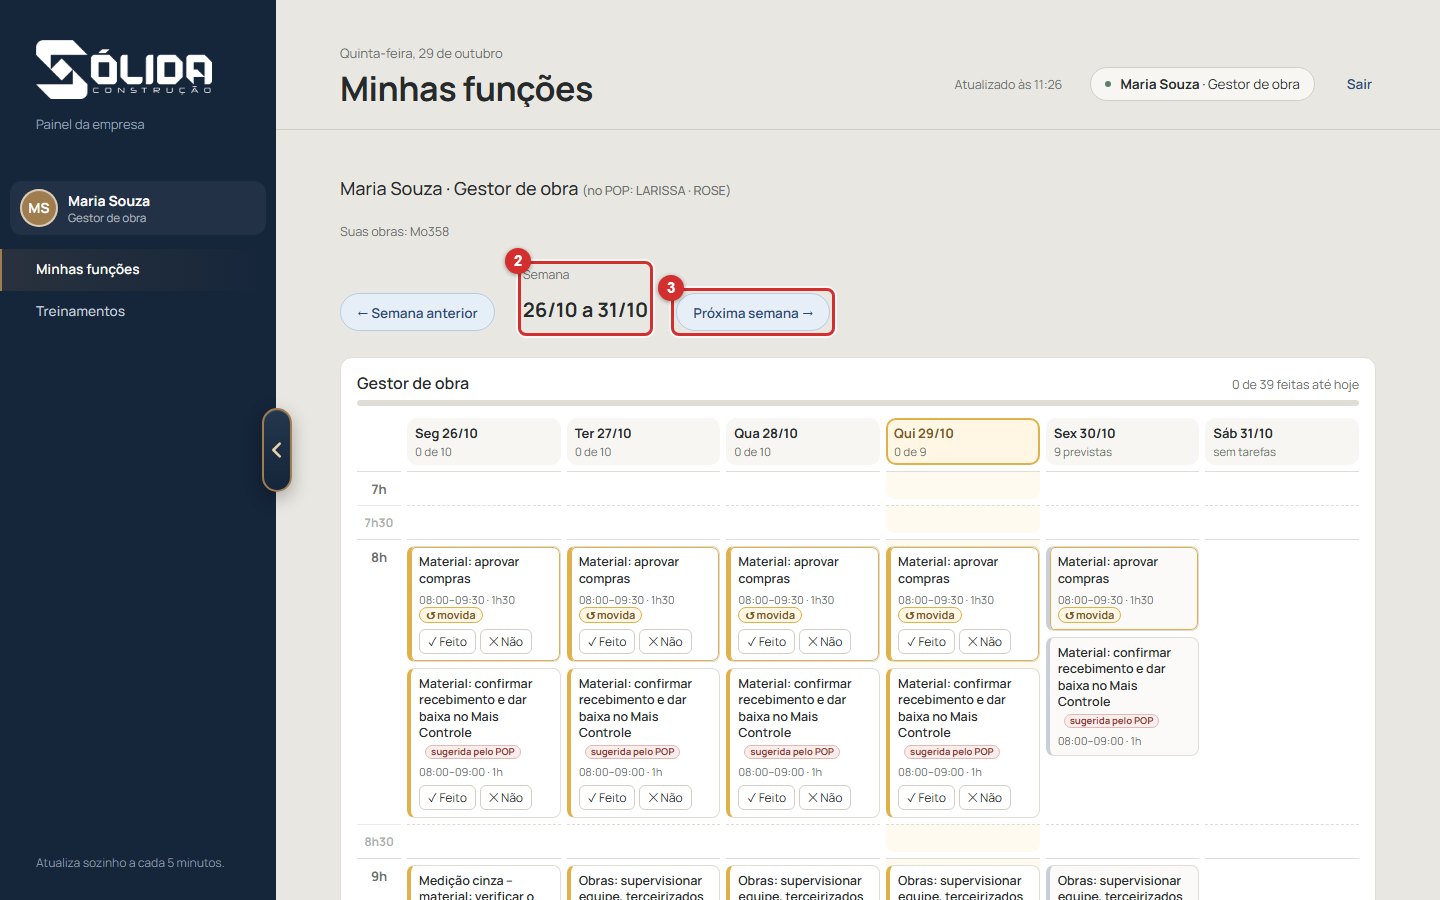 SÓLIDA
CONSTRUÇÃO
Painel da empresa
MS
Maria Souza
Gestor de obra
Minhas funções
Treinamentos
Atualiza sozinho a cada 5 minutos.
Quinta-feira, 29 de outubro
Minhas funções
Atualizado às 11:26
Maria Souza · Gestor de obra
Sair
Maria Souza · Gestor de obra (no POP: LARISSA · ROSE)
Suas obras: Mo358
← Semana anterior
2
Semana
26/10 a 31/10
3
Próxima semana →
Gestor de obra
0 de 39 feitas até hoje
Seg 26/10
0 de 10
Ter 27/10
0 de 10
Qua 28/10
0 de 10
Qui 29/10
0 de 9
Sex 30/10
9 previstas
Sáb 31/10
sem tarefas
7h
7h30
8h
Material: aprovar
compras
08:00–09:30 · 1h30
↺ movida
✓ Feito
✕ Não
Material: aprovar
compras
08:00–09:30 · 1h30
↺ movida
✓ Feito
✕ Não
Material: aprovar
compras
08:00–09:30 · 1h30
↺ movida
✓ Feito
✕ Não
Material: aprovar
compras
08:00–09:30 · 1h30
↺ movida
✓ Feito
✕ Não
Material: aprovar
compras
08:00–09:30 · 1h30
↺ movida
Material: confirmar
recebimento e dar
baixa no Mais
Controle
sugerida pelo POP
08:00–09:00 · 1h
✓ Feito
✕ Não
Material: confirmar
recebimento e dar
baixa no Mais
Controle
sugerida pelo POP
08:00–09:00 · 1h
✓ Feito
✕ Não
Material: confirmar
recebimento e dar
baixa no Mais
Controle
sugerida pelo POP
08:00–09:00 · 1h
✓ Feito
✕ Não
Material: confirmar
recebimento e dar
baixa no Mais
Controle
sugerida pelo POP
08:00–09:00 · 1h
✓ Feito
✕ Não
Material: confirmar
recebimento e dar
baixa no Mais
Controle
sugerida pelo POP
08:00–09:00 · 1h
8h30
9h
Medição cinza –
material: verificar o
Obras: supervisionar
equipe, terceirizados
Obras: supervisionar
equipe, terceirizados
Obras: supervisionar
equipe, terceirizados
Obras: supervisionar
equipe, terceirizados